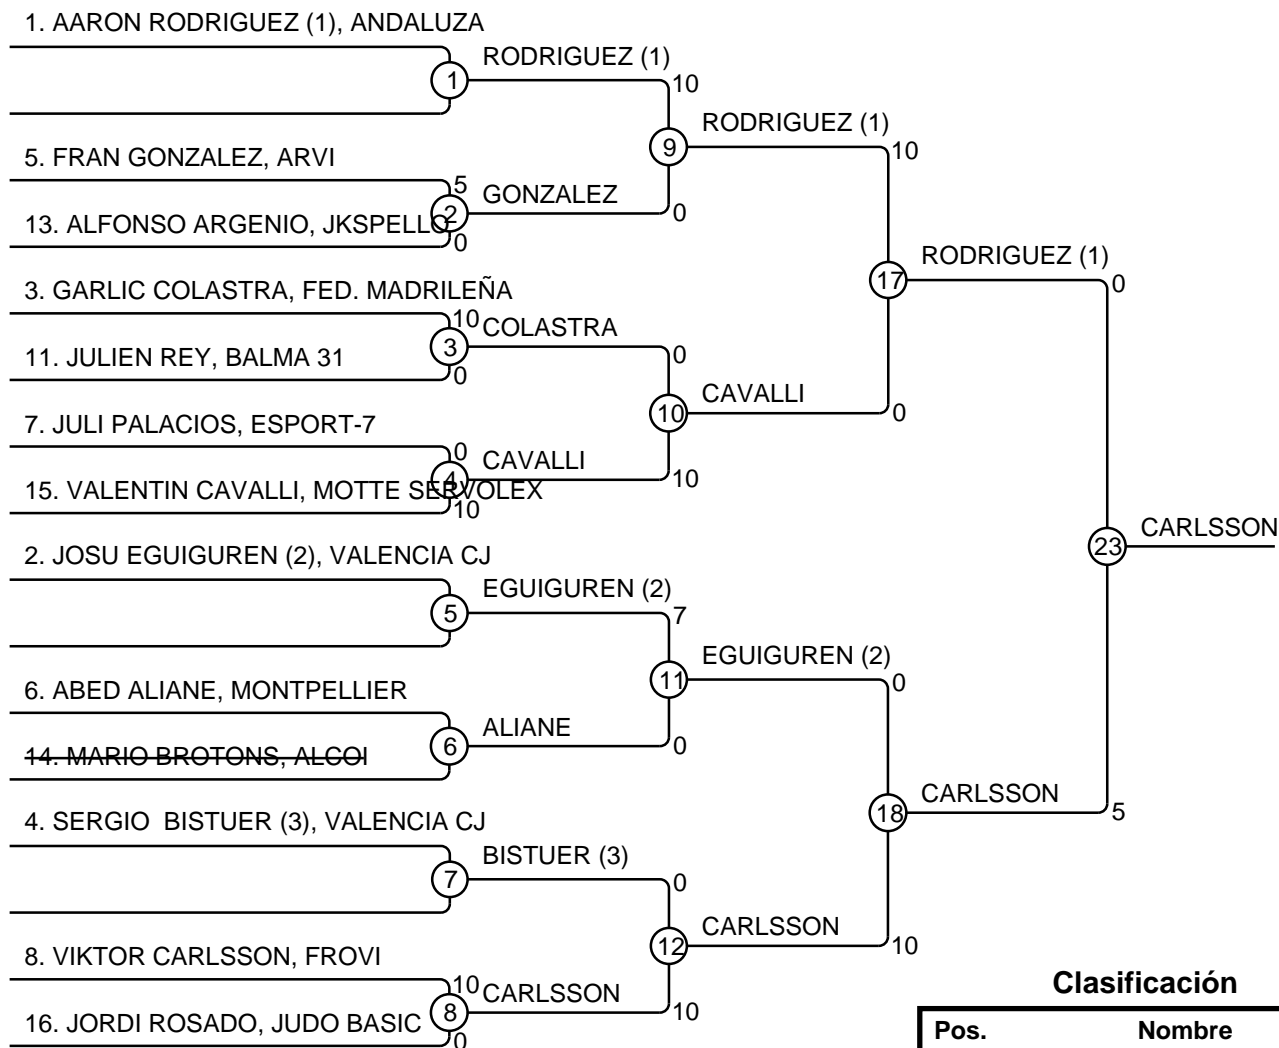 1. AARON RODRIGUEZ (1), ANDALUZA
RODRIGUEZ (1)
1
10
RODRIGUEZ (1)
9
10
5. FRAN GONZALEZ, ARVI
5
GONZALEZ
2
0
13. ALFONSO ARGENIO, JKSPELLO
0
RODRIGUEZ (1)
17
0
3. GARLIC COLASTRA, FED. MADRILEÑA
10
COLASTRA
3
0
11. JULIEN REY, BALMA 31
0
CAVALLI
10
0
7. JULI PALACIOS, ESPORT-7
0
CAVALLI
4
10
15. VALENTIN CAVALLI, MOTTE SERVOLEX
10
CARLSSON
23
2. JOSU EGUIGUREN (2), VALENCIA CJ
EGUIGUREN (2)
5
7
EGUIGUREN (2)
11
0
6. ABED ALIANE, MONTPELLIER
ALIANE
6
0
14. MARIO BROTONS, ALCOI
CARLSSON
18
5
4. SERGIO  BISTUER (3), VALENCIA CJ
BISTUER (3)
7
0
CARLSSON
12
10
8. VIKTOR CARLSSON, FROVI
10
CARLSSON
8
10
16. JORDI ROSADO, JUDO BASIC
0
Clasificación
Pos. Nombre